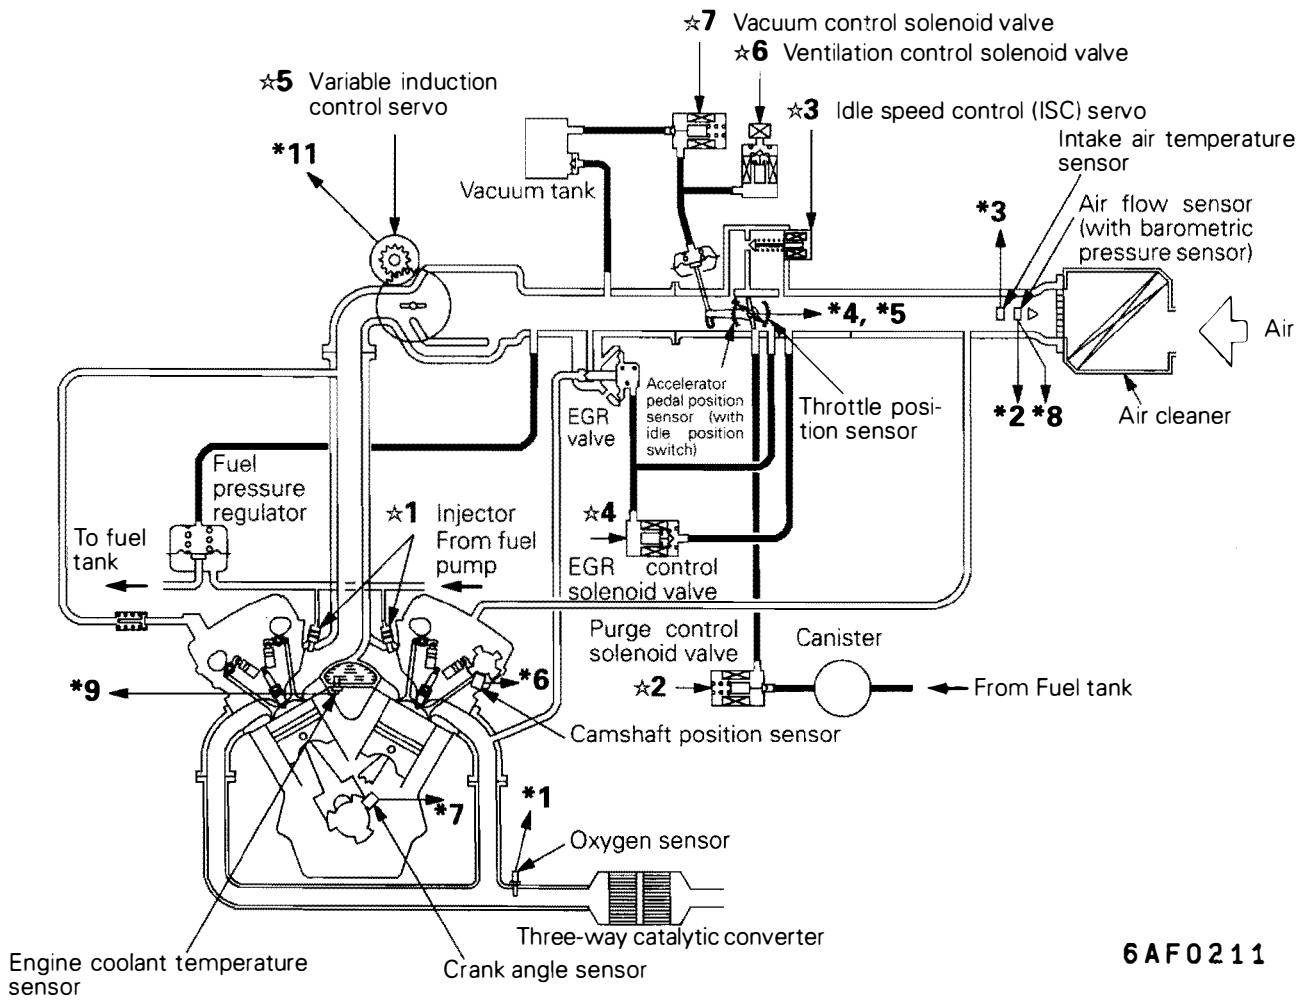 ☆7 Vacuum control solenoid valve
☆6 Ventilation control solenoid valve
☆5 Variable induction
control servo
☆3 Idle speed control (ISC) servo
Intake air temperature
sensor
*11
Vacuum tank
*3
Air flow sensor
(with barometric
pressure sensor)
*4, *5
Air
Accelerator
pedal position
sensor (with
idle position
switch)
Throttle posi-
tion sensor
*2 *8
Air cleaner
EGR
valve
Fuel
pressure
regulator
☆1 Injector
From fuel
pump
☆4
To fuel
tank
EGR control
solenoid valve
Purge control
solenoid valve
Canister
☆2
From Fuel tank
*9
*6
Camshaft position sensor
*7
*1
Oxygen sensor
Three-way catalytic converter
Engine coolant temperature
sensor
Crank angle sensor
6AF0211